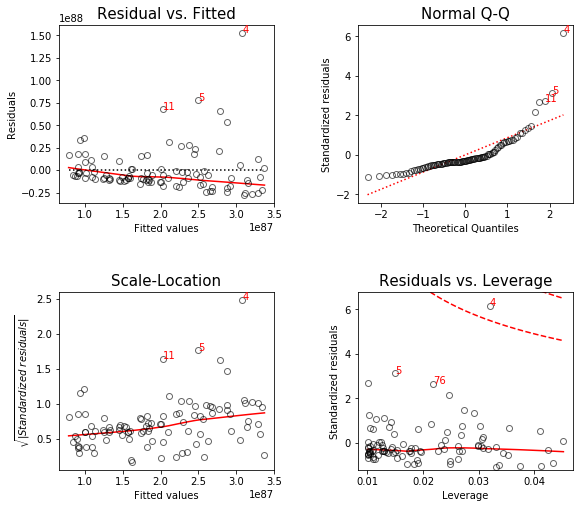 Residual vs. Fitted
1e88
Residuals
1.50
1.25
1.00
0.75
0.50
0.25
0.00
−0.25
4
5
11
1.0 1.5 2.0 2.5 3.0 3.5
Fitted values
1e87
Normal Q-Q
Standardized residuals
6
4
2
0
−2
4
5
11
−2 −1 0 1 2
Theoretical Quantiles
Scale-Location
√|Standardized residuals|
2.5
2.0
1.5
1.0
0.5
4
5
11
1.0 1.5 2.0 2.5 3.0 3.5
Fitted values
1e87
Residuals vs. Leverage
Standardized residuals
6
4
2
0
4
5
76
0.01 0.02 0.03 0.04
Leverage